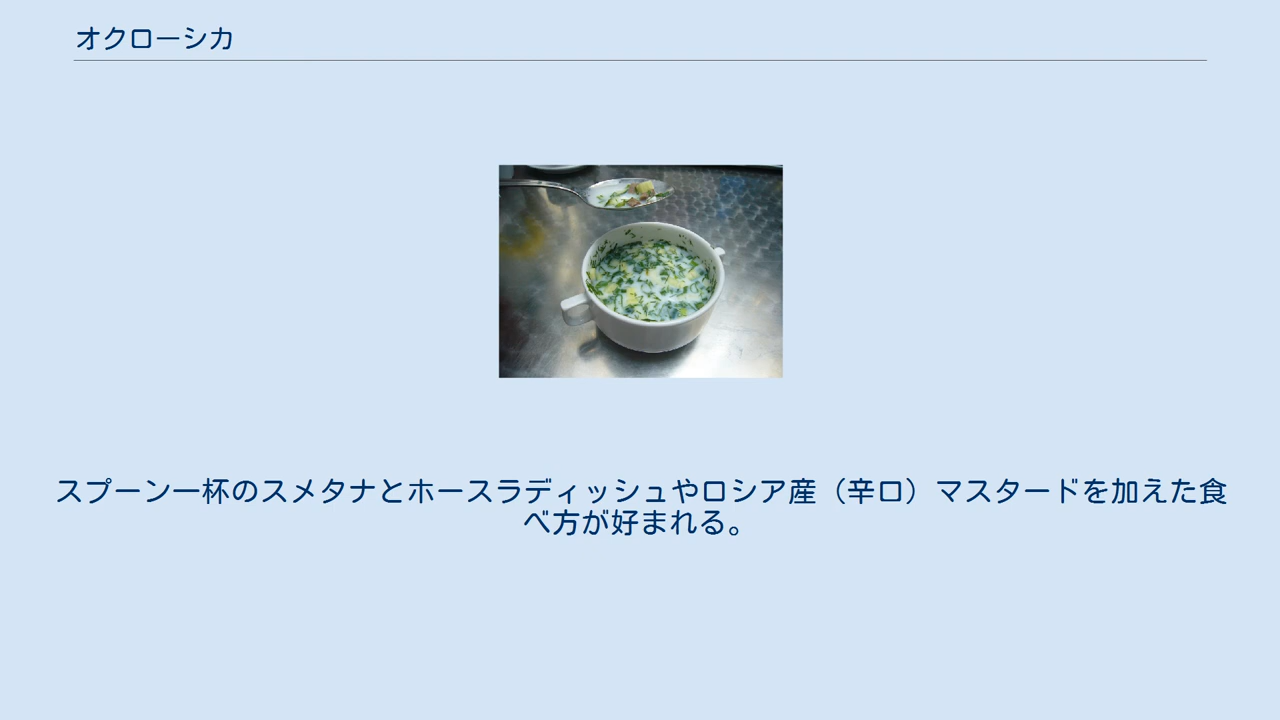 オクローシカ
スプーン一杯のスメタナとホースラディッシュやロシア産（辛口）マスタードを加えた食
べ方が好まれる。